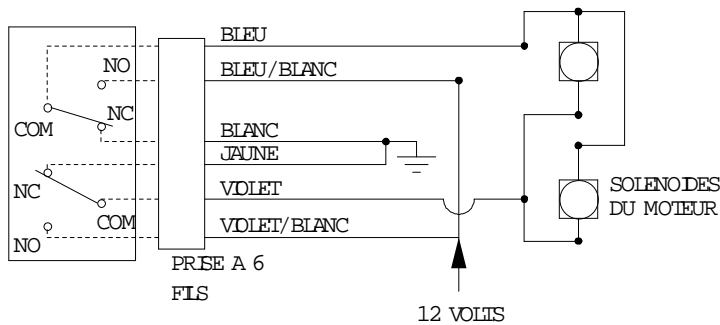 BLEU
NO
BLEU/BLANC
NC
COM
BLANC
JAUNE
NC
VIOLET
SOLENOIDES
DU MOTEUR
COM
VIOLET/BLANC
NO
PRISE A 6
FILS
12 VOLTS